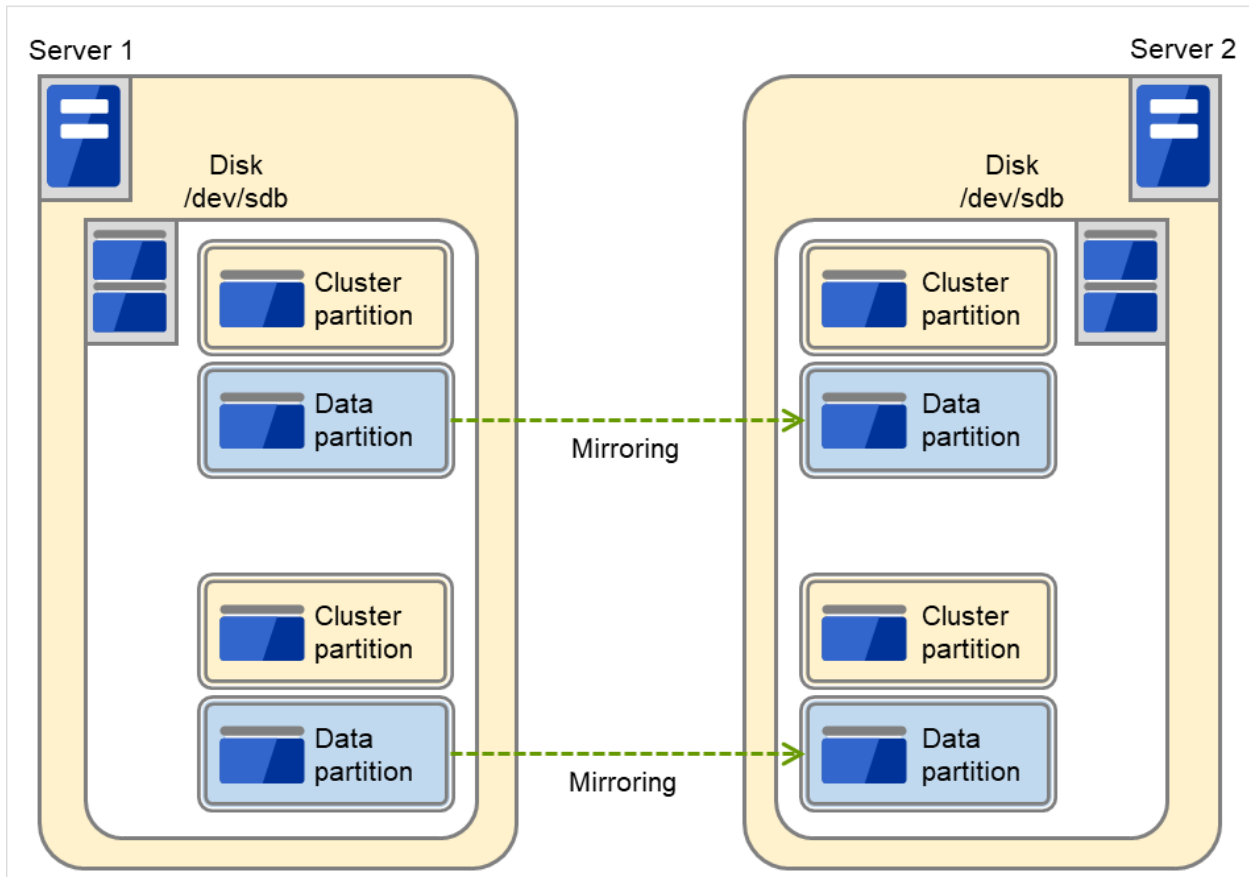 Server 1
Server 2
Disk
/dev/sdb
Disk
/dev/sdb
Cluster
partition
Cluster
partition
Data
partition
Mirroring
Data
partition
Cluster
partition
Cluster
partition
Data
partition
Mirroring
Data
partition